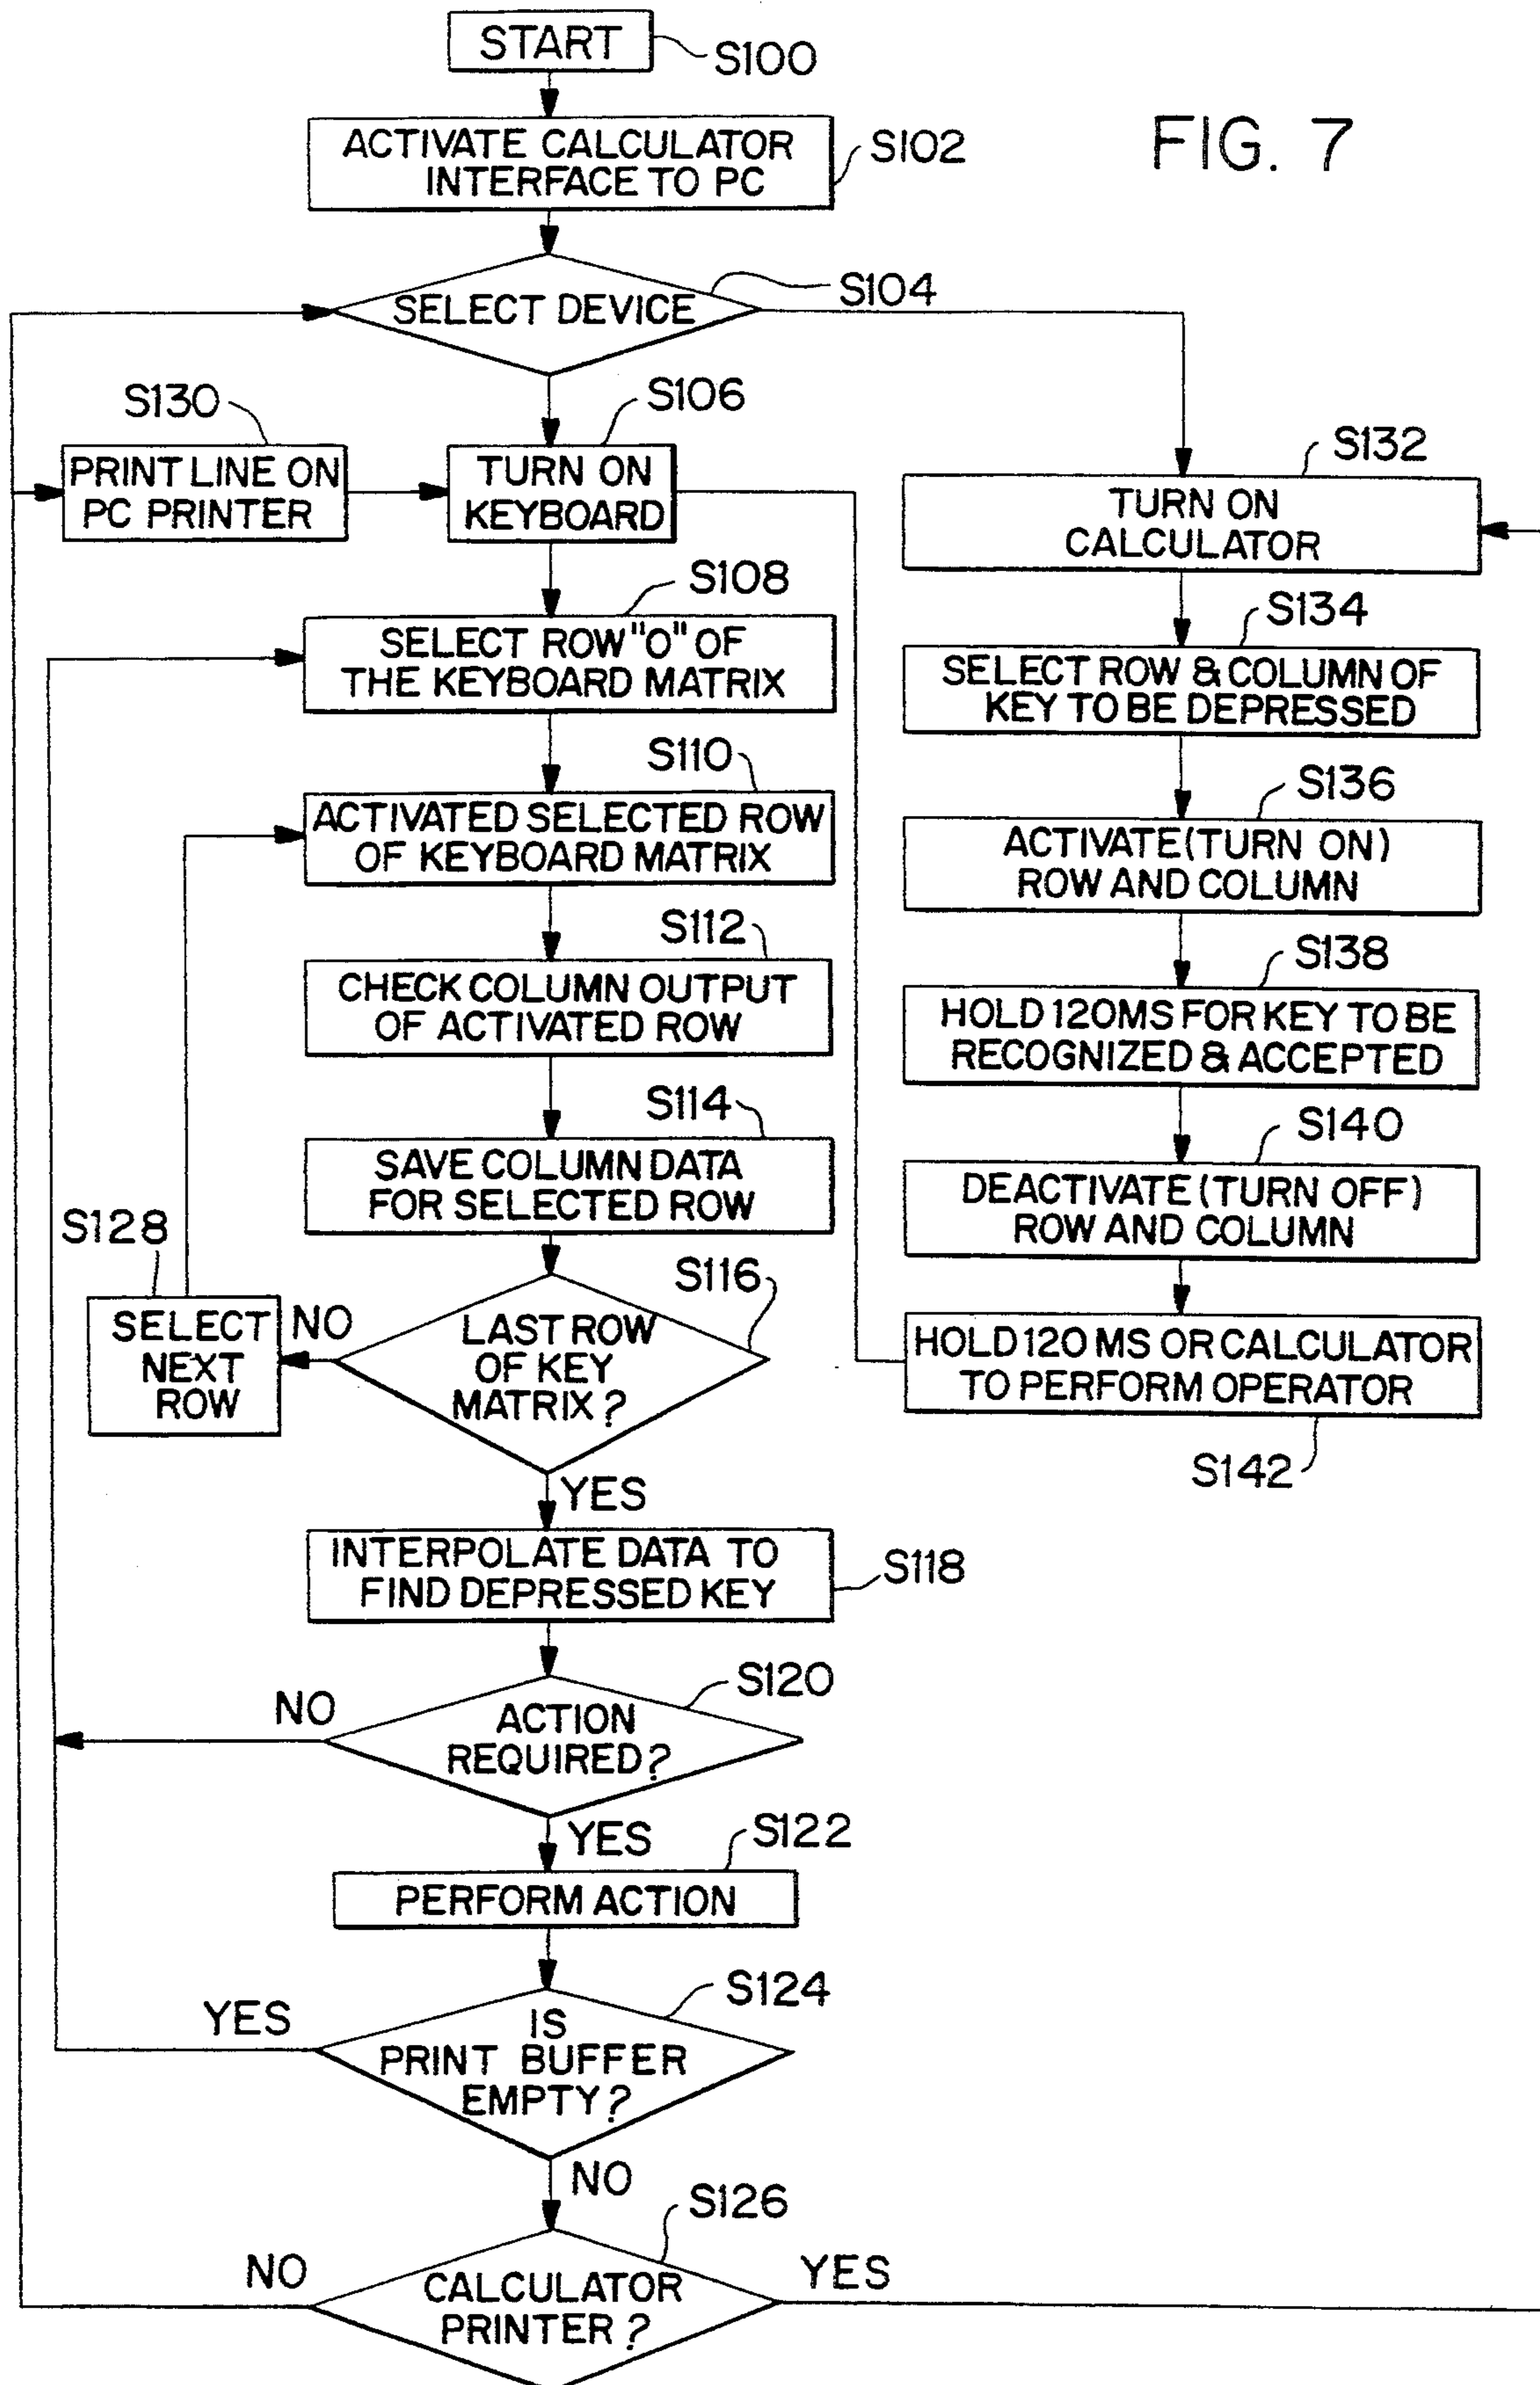 START
S100
FIG. 7
ACTIVATE CALCULATOR
INTERFACE TO PC
S102
SELECT DEVICE
S104
S130
PRINT LINE ON
PC PRINTER
S106
TURN ON
KEYBOARD
S108
SELECT ROW "O" OF
THE KEYBOARD MATRIX
S110
ACTIVATED SELECTED ROW
OF KEYBOARD MATRIX
S112
CHECK COLUMN OUTPUT
OF ACTIVATED ROW
S114
SAVE COLUMN DATA
FOR SELECTED ROW
S128
SELECT
NEXT
ROW
NO
S116
LAST ROW
OF KEY
MATRIX?
YES
INTERPOLATE DATA TO
FIND DEPRESSED KEY
S118
NO
S120
ACTION
REQUIRED?
YES
S122
PERFORM ACTION
YES
S124
IS
PRINT BUFFER
EMPTY?
NO
S126
NO
CALCULATOR
PRINTER?
YES
S132
TURN ON
CALCULATOR
S134
SELECT ROW & COLUMN OF
KEY TO BE DEPRESSED
S136
ACTIVATE (TURN ON)
ROW AND COLUMN
S138
HOLD 120MS FOR KEY TO BE
RECOGNIZED & ACCEPTED
S140
DEACTIVATE (TURN OFF)
ROW AND COLUMN
HOLD 120 MS OR CALCULATOR
TO PERFORM OPERATOR
S142